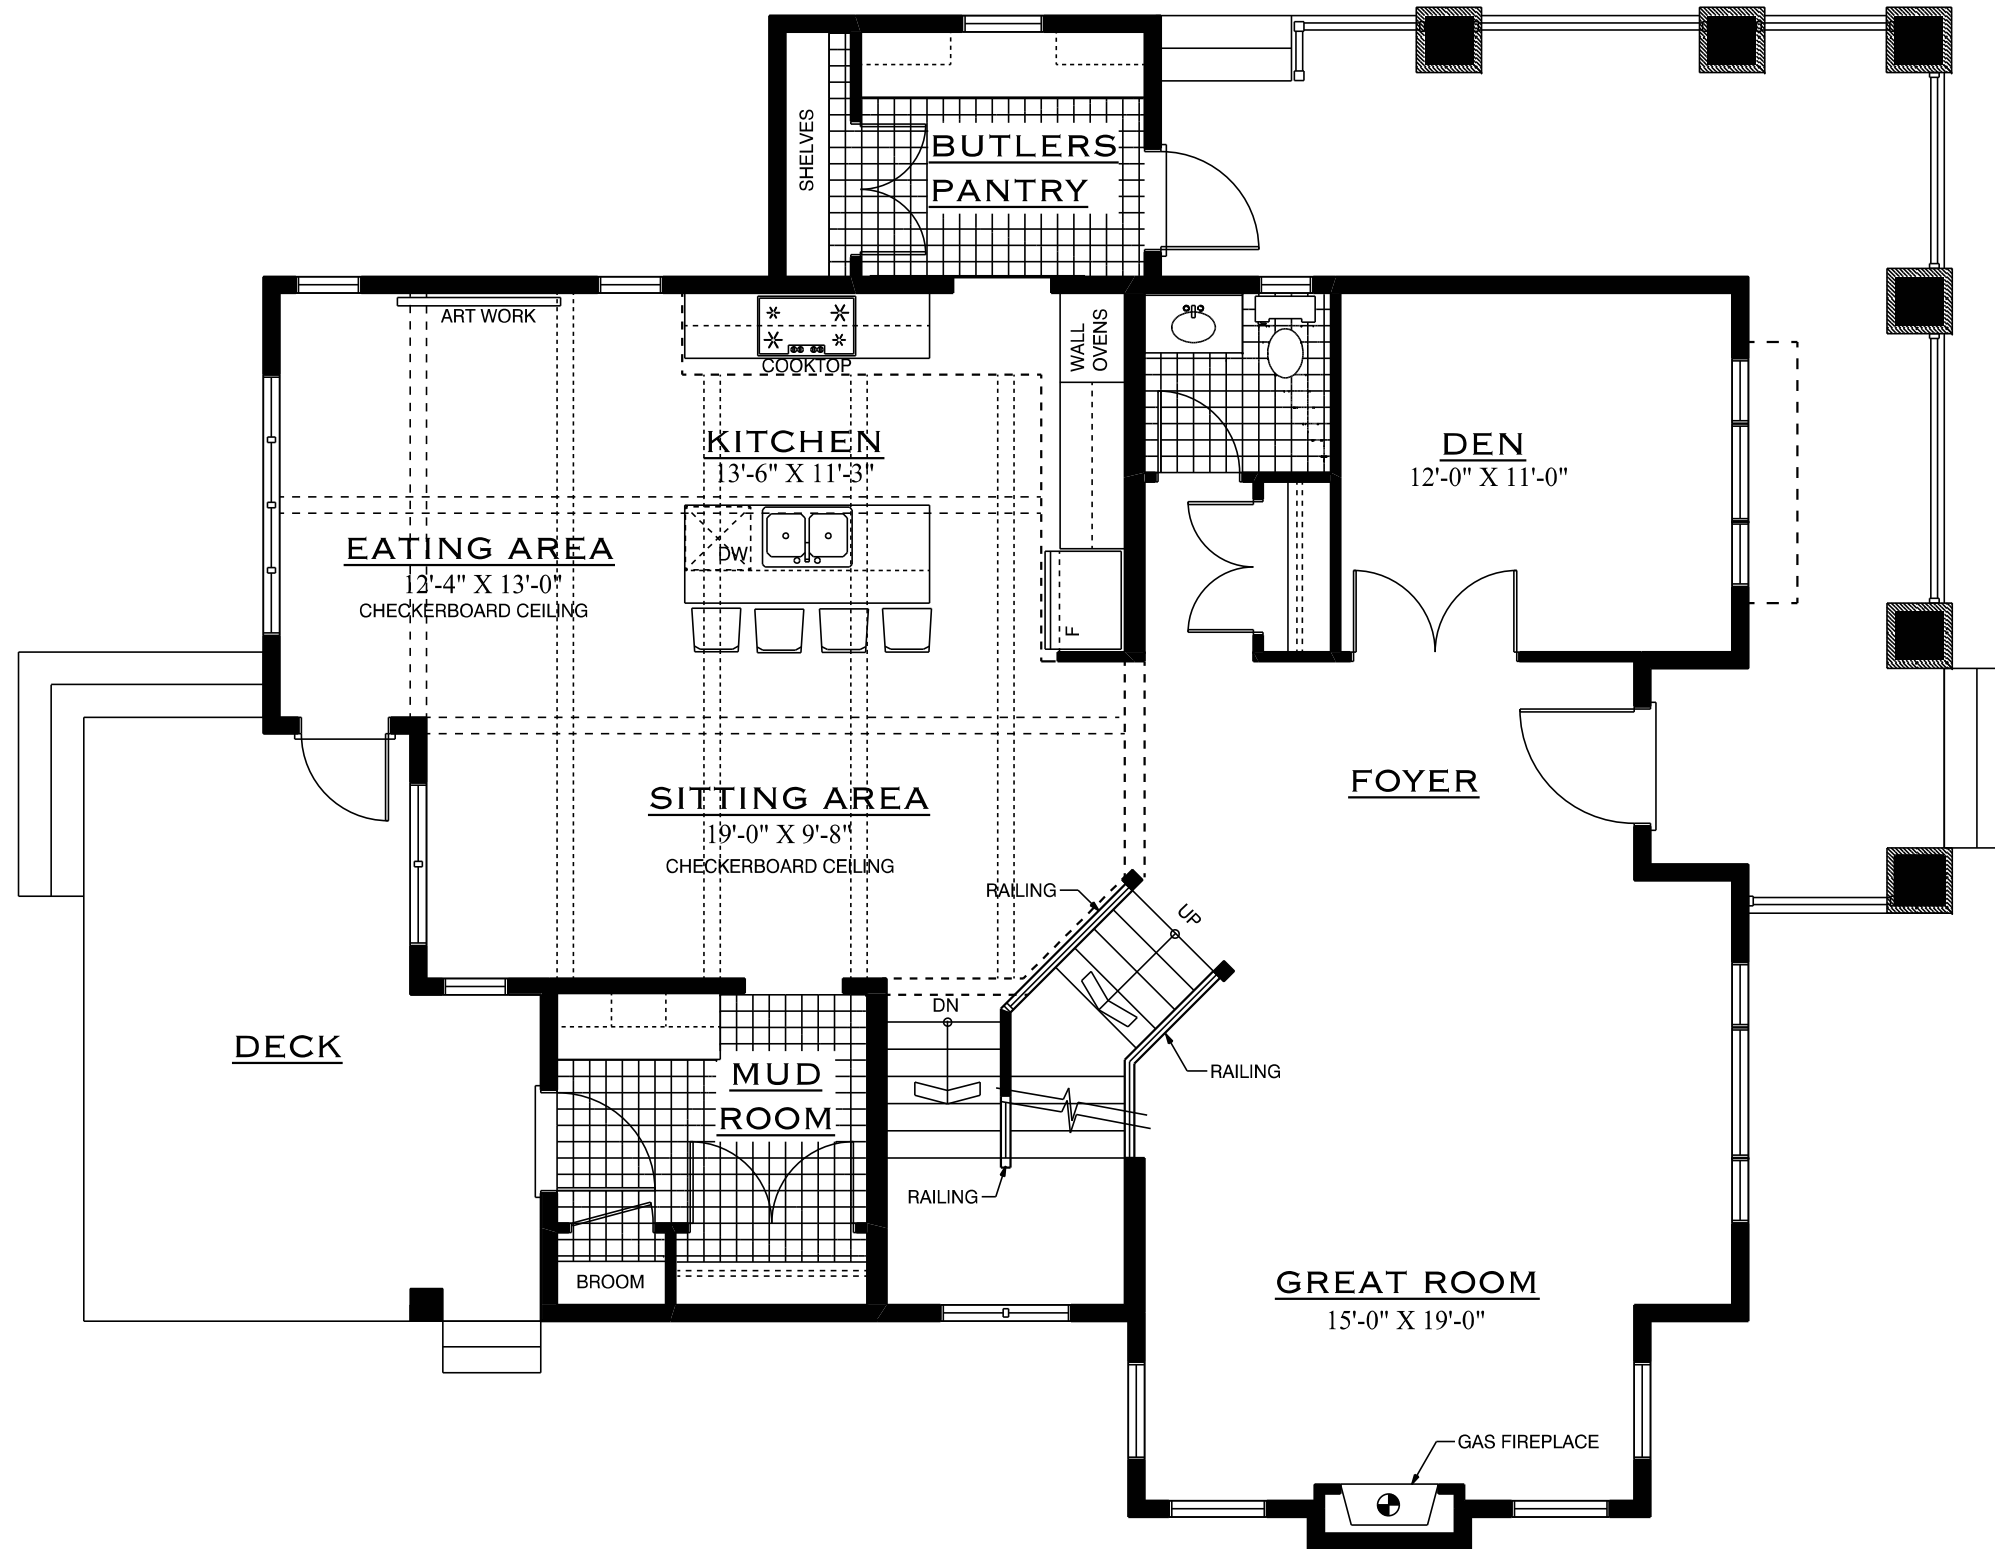 SHELVES
BUTLERS
PANTRY
ART WORK
COOKTOP
WALL
OVENS
KITCHEN
13'-6" X 11'-3"
DEN
12'-0" X 11'-0"
EATING AREA
12'-4" X 13'-0"
CHECKERBOARD CEILING
DW
F
FOYER
SITTING AREA
19'-0" X 9'-8"
CHECKERBOARD CEILING
RAILING
UP
DN
DECK
MUD
ROOM
RAILING
RAILING
BROOM
GREAT ROOM
15'-0" X 19'-0"
GAS FIREPLACE